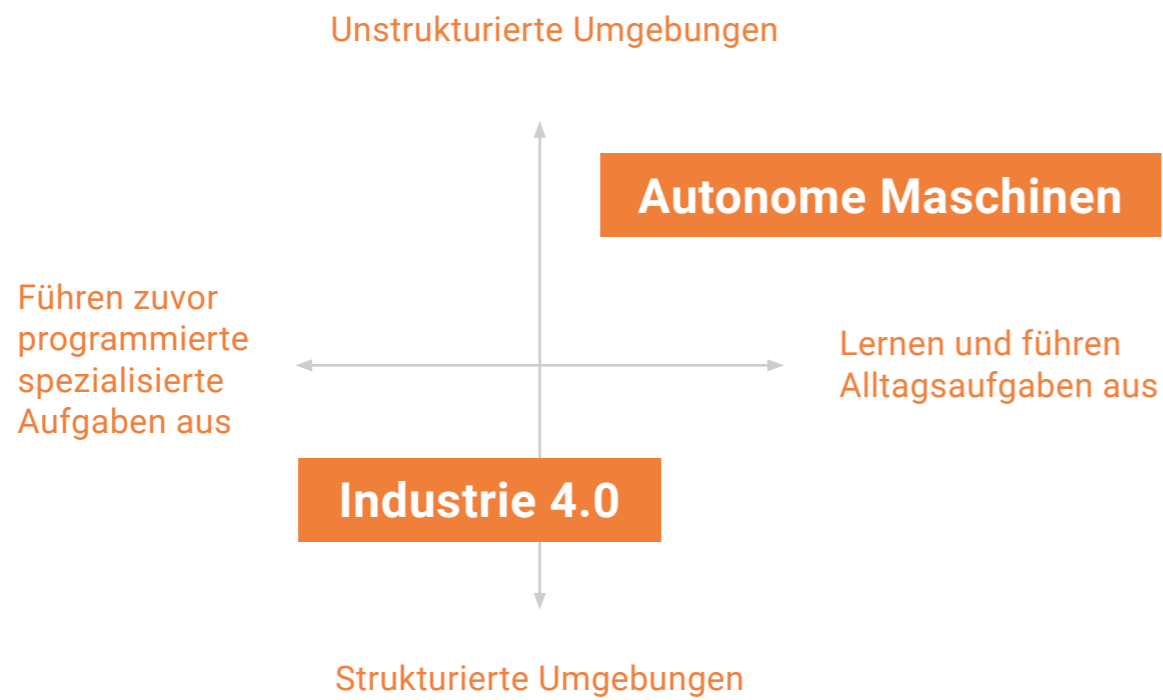 Unstrukturierte Umgebungen
Autonome Maschinen
Führen zuvor
programmierte
spezialisierte
Aufgaben aus
Lernen und führen
Alltagsaufgaben aus
Industrie 4.0
Strukturierte Umgebungen